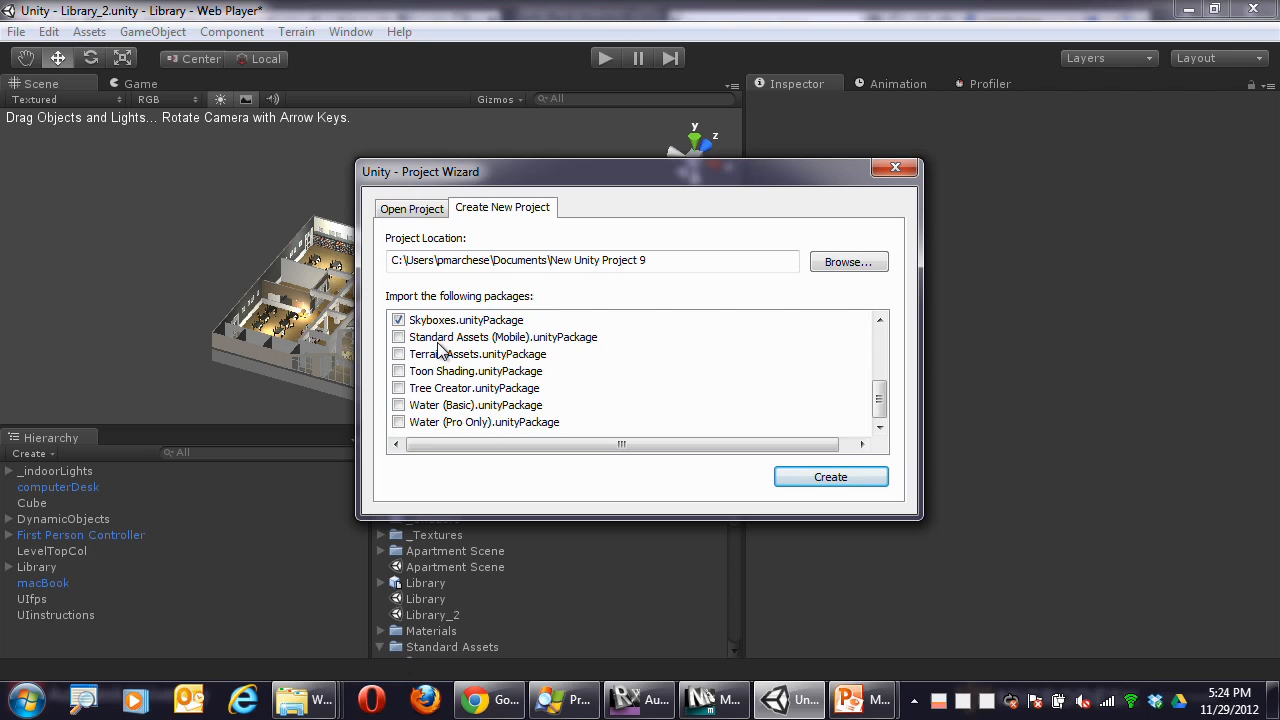 Unity - Library_2.unity - Library - Web Player*
File Edit Assets GameObject Component Terrain Window Help
Center Local Layers Layout
Scene Game Inspector Animation Profiler
Textured RGB Gizmos All
Drag Objects and Lights... Rotate Camera with Arrow Keys.
y
z
Unity - Project Wizard
Open Project Create New Project
Project Location:
C:\Users\pmarchese\Documents\New Unity Project 9 Browse...
Import the following packages:
Skyboxes.unityPackage
Standard Assets (Mobile).unityPackage
Terrain Assets.unityPackage
Toon Shading.unityPackage
Tree Creator.unityPackage
Water (Basic).unityPackage
Water (Pro Only).unityPackage
Create
Hierarchy
Create All
_indoorLights
computerDesk
Cube
DynamicObjects
First Person Controller
LevelTopCol
Library
macBook
UIfps
UIinstructions
_Textures
Apartment Scene
Apartment Scene
Library
Library
Library_2
Materials
Standard Assets
W... Go... Pr... Au... M... Un... M...
5:24 PM
11/29/2012